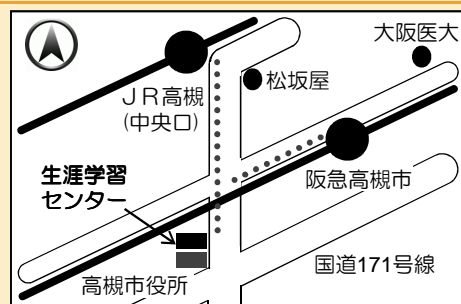 大阪医大
松坂屋
JR高槻
(中央口)
生涯学習
センター
阪急高槻市
国道171号線
高槻市役所